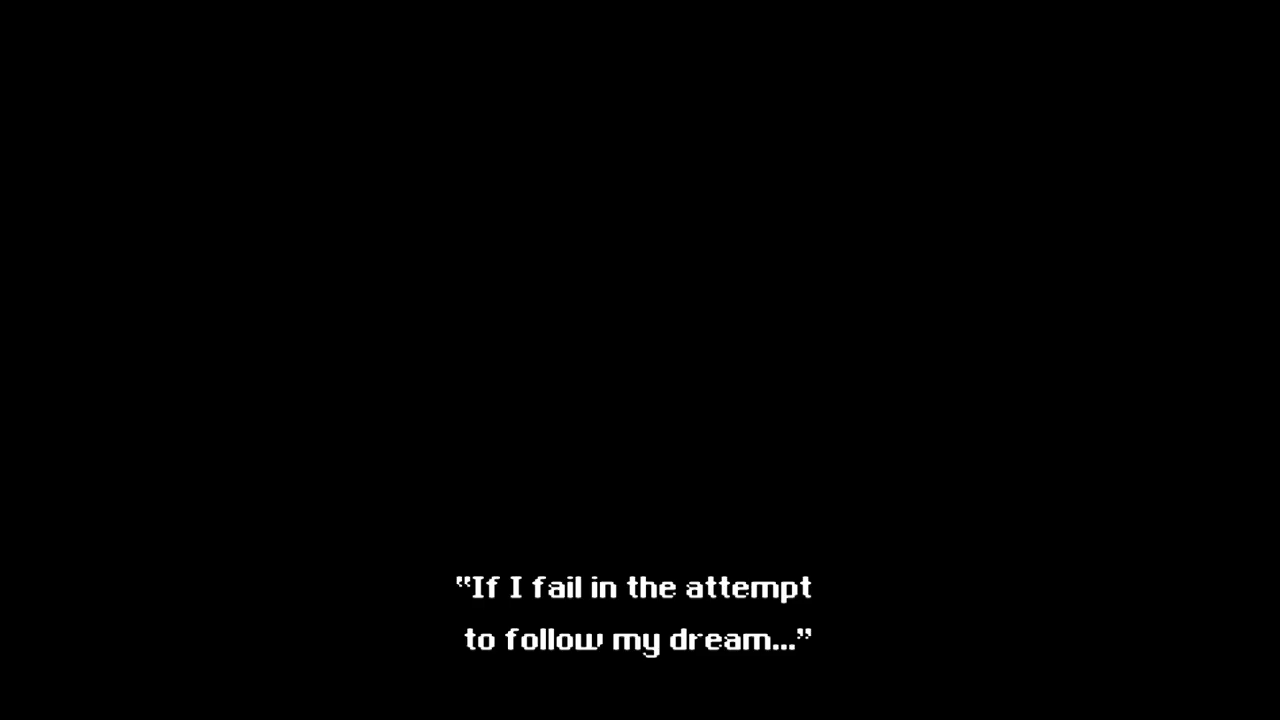 "If I fail in the attempt
to follow my dream..."